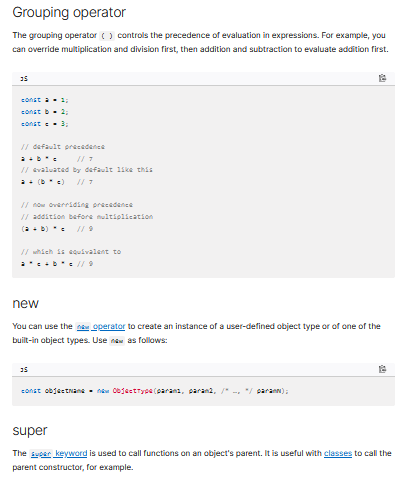 Grouping operator
The grouping operator ( ) controls the precedence of evaluation in expressions. For example, you
can override multiplication and division first, then addition and subtraction to evaluate addition first.
JS
const a = 1;
const b = 2;
const c = 3;
// default precedence
a + b * c     // 7
// evaluated by default like this
a + (b * c)   // 7
// now overriding precedence
// addition before multiplication
(a + b) * c   // 9
// which is equivalent to
a * c + b * c // 9
new
You can use the new operator to create an instance of a user-defined object type or of one of the
built-in object types. Use new as follows:
JS
const objectName = new ObjectType(param1, param2, /* …, */ paramN);
super
The super keyword is used to call functions on an object's parent. It is useful with classes to call the
parent constructor, for example.